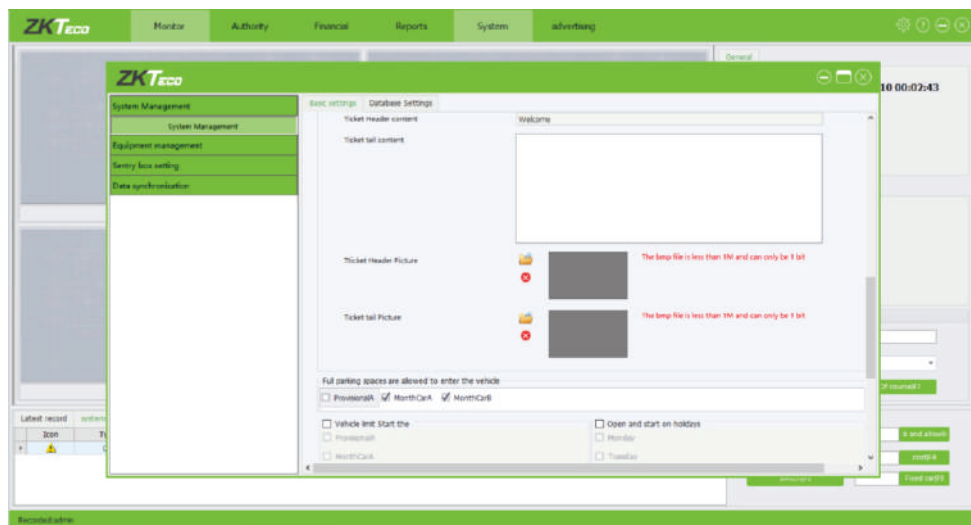 ZKTeco Monitor Authority Financial Reports System advertising
General
10 00:02:43
ZKTeco
System Management
System Management
Equipment management
Sentry box setting
Data synchronization
Basic settings Database Settings
Ticket Header content Welcome
Ticket tail content
Thicket Header Picture The bmp file is less than 1M and can only be 1 bit
Ticket tail Picture The bmp file is less than 1M and can only be 1 bit
Full parking spaces are allowed to enter the vehicle
ProvisionalA MonthCarA MonthCarB
Vehicle limit Start the Open and start on holidays
ProvisionalA Monday
MonthCarA Tuesday
Latest record
Icon
Recorded:admin